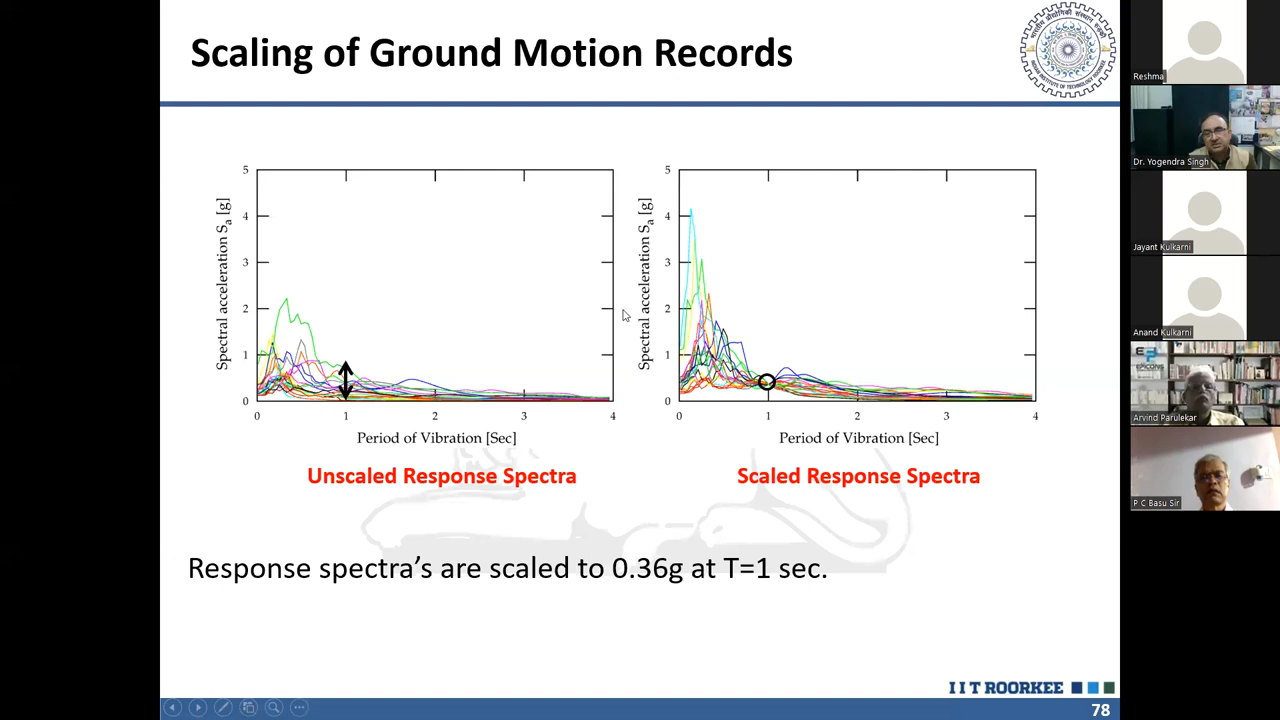 Scaling of Ground Motion Records
Spectral acceleration Sa [g]
5
4
3
2
1
0
0 1 2 3 4
Period of Vibration [Sec]
Unscaled Response Spectra
Spectral acceleration Sa [g]
5
4
3
2
1
0
0 1 2 3 4
Period of Vibration [Sec]
Scaled Response Spectra
Response spectra’s are scaled to 0.36g at T=1 sec.
I I T ROORKEE
78
Reshma
Dr. Yogendra Singh
Jayant Kulkarni
Anand Kulkarni
EPICONS
Arvind Parulekar
P C Basu Sir